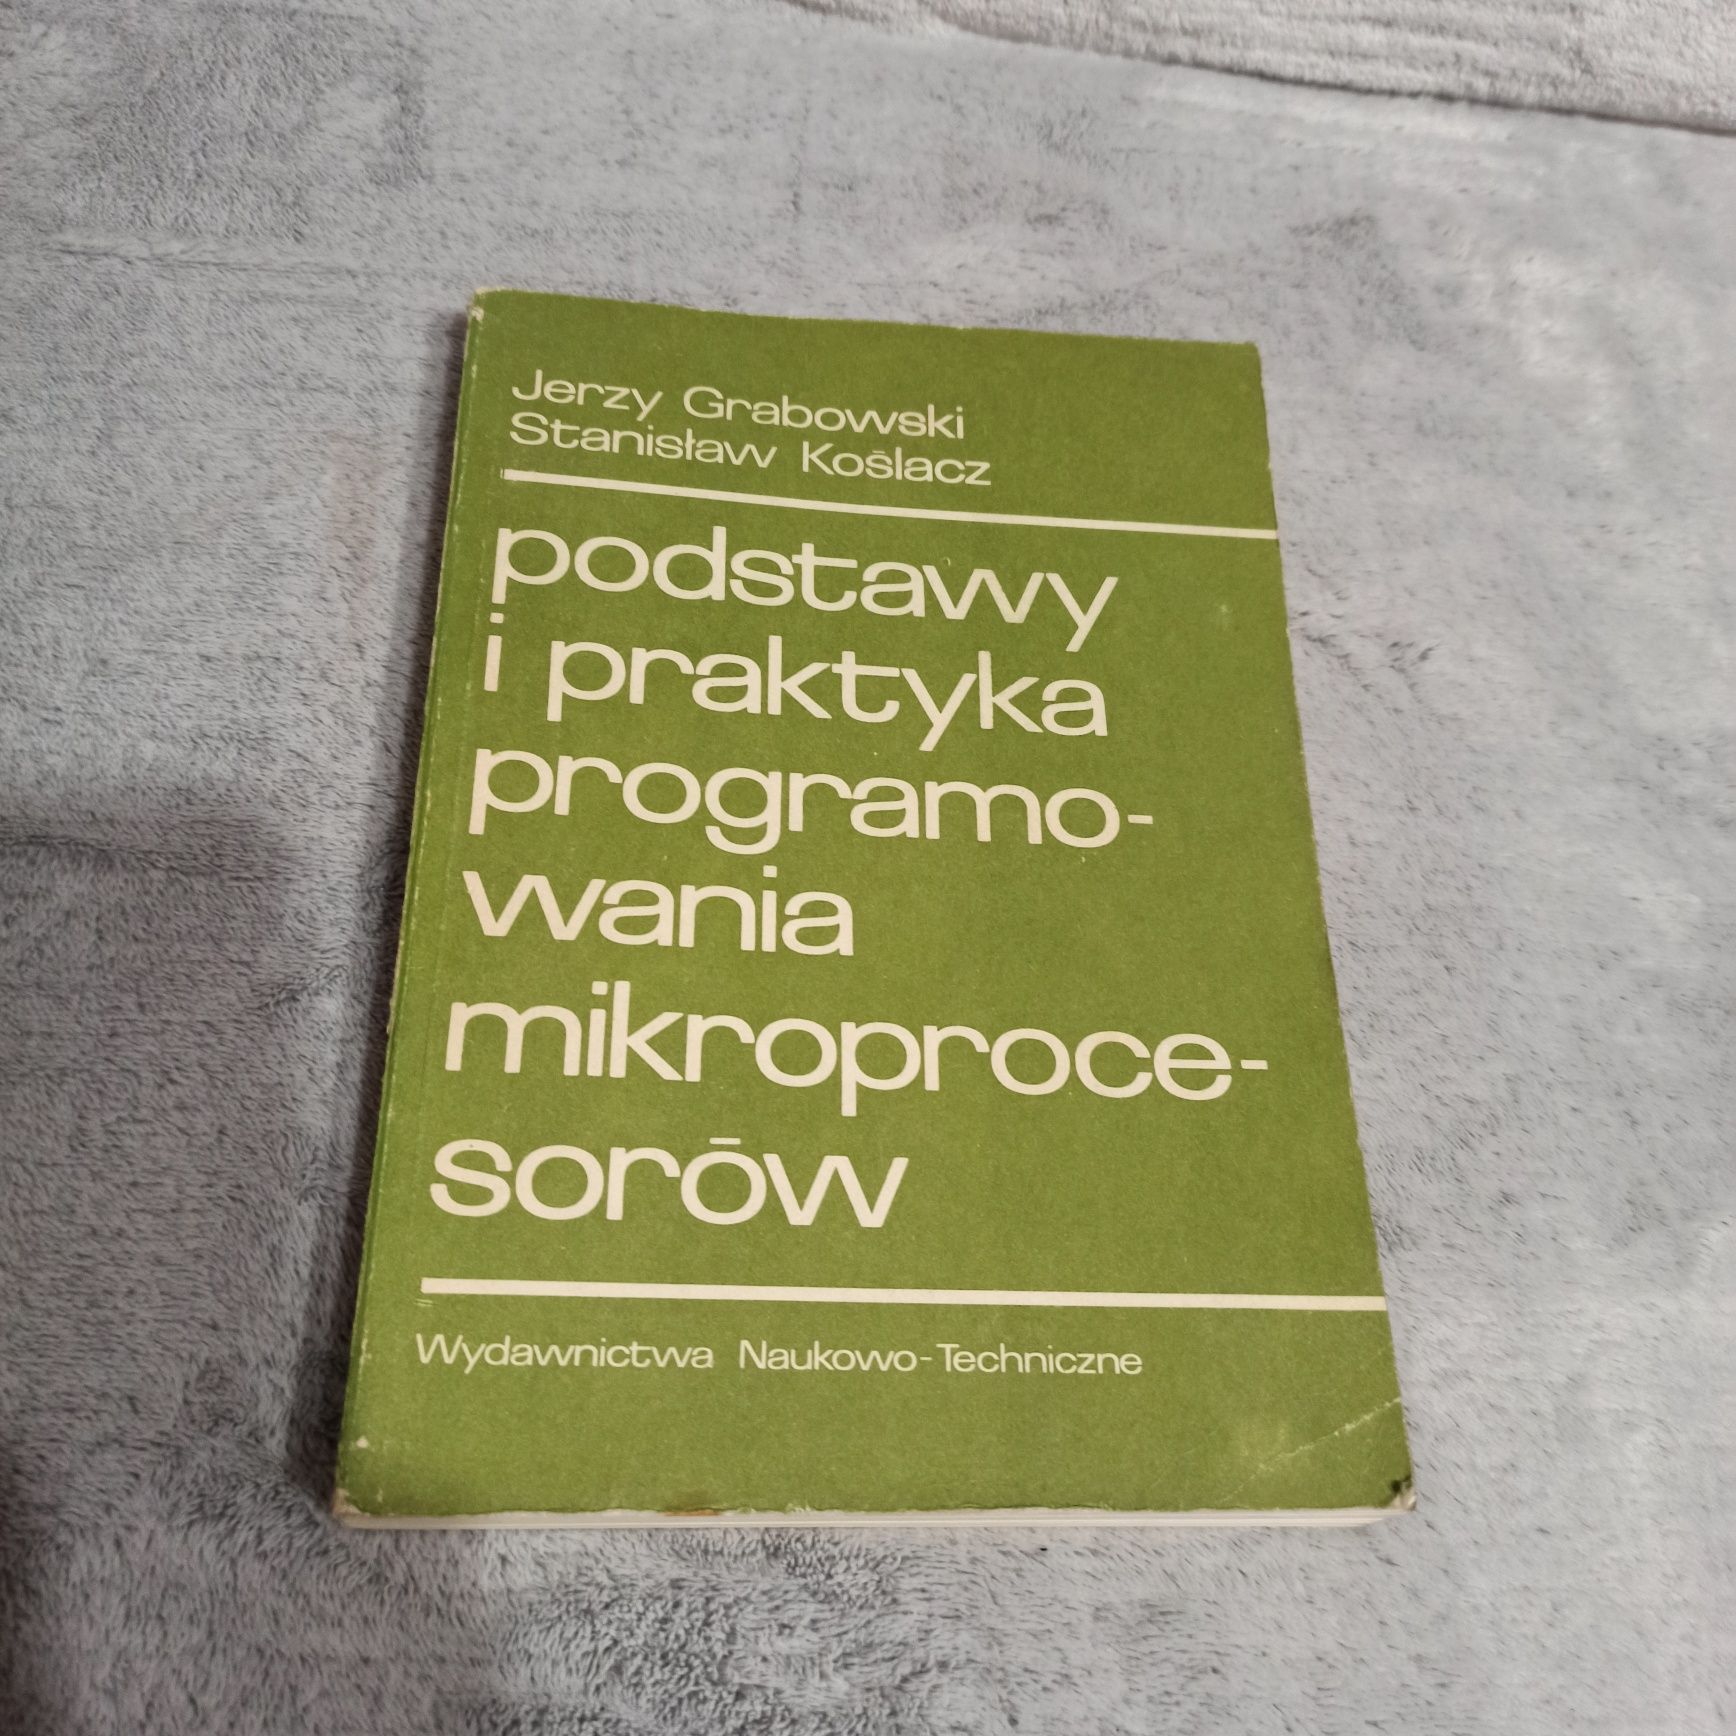 Jerzy Grabowski
Stanisław Koślacz
podstawy
i praktyka
programo-
wania
mikroproce-
sorów
Wydawnictwa Naukowo-Techniczne